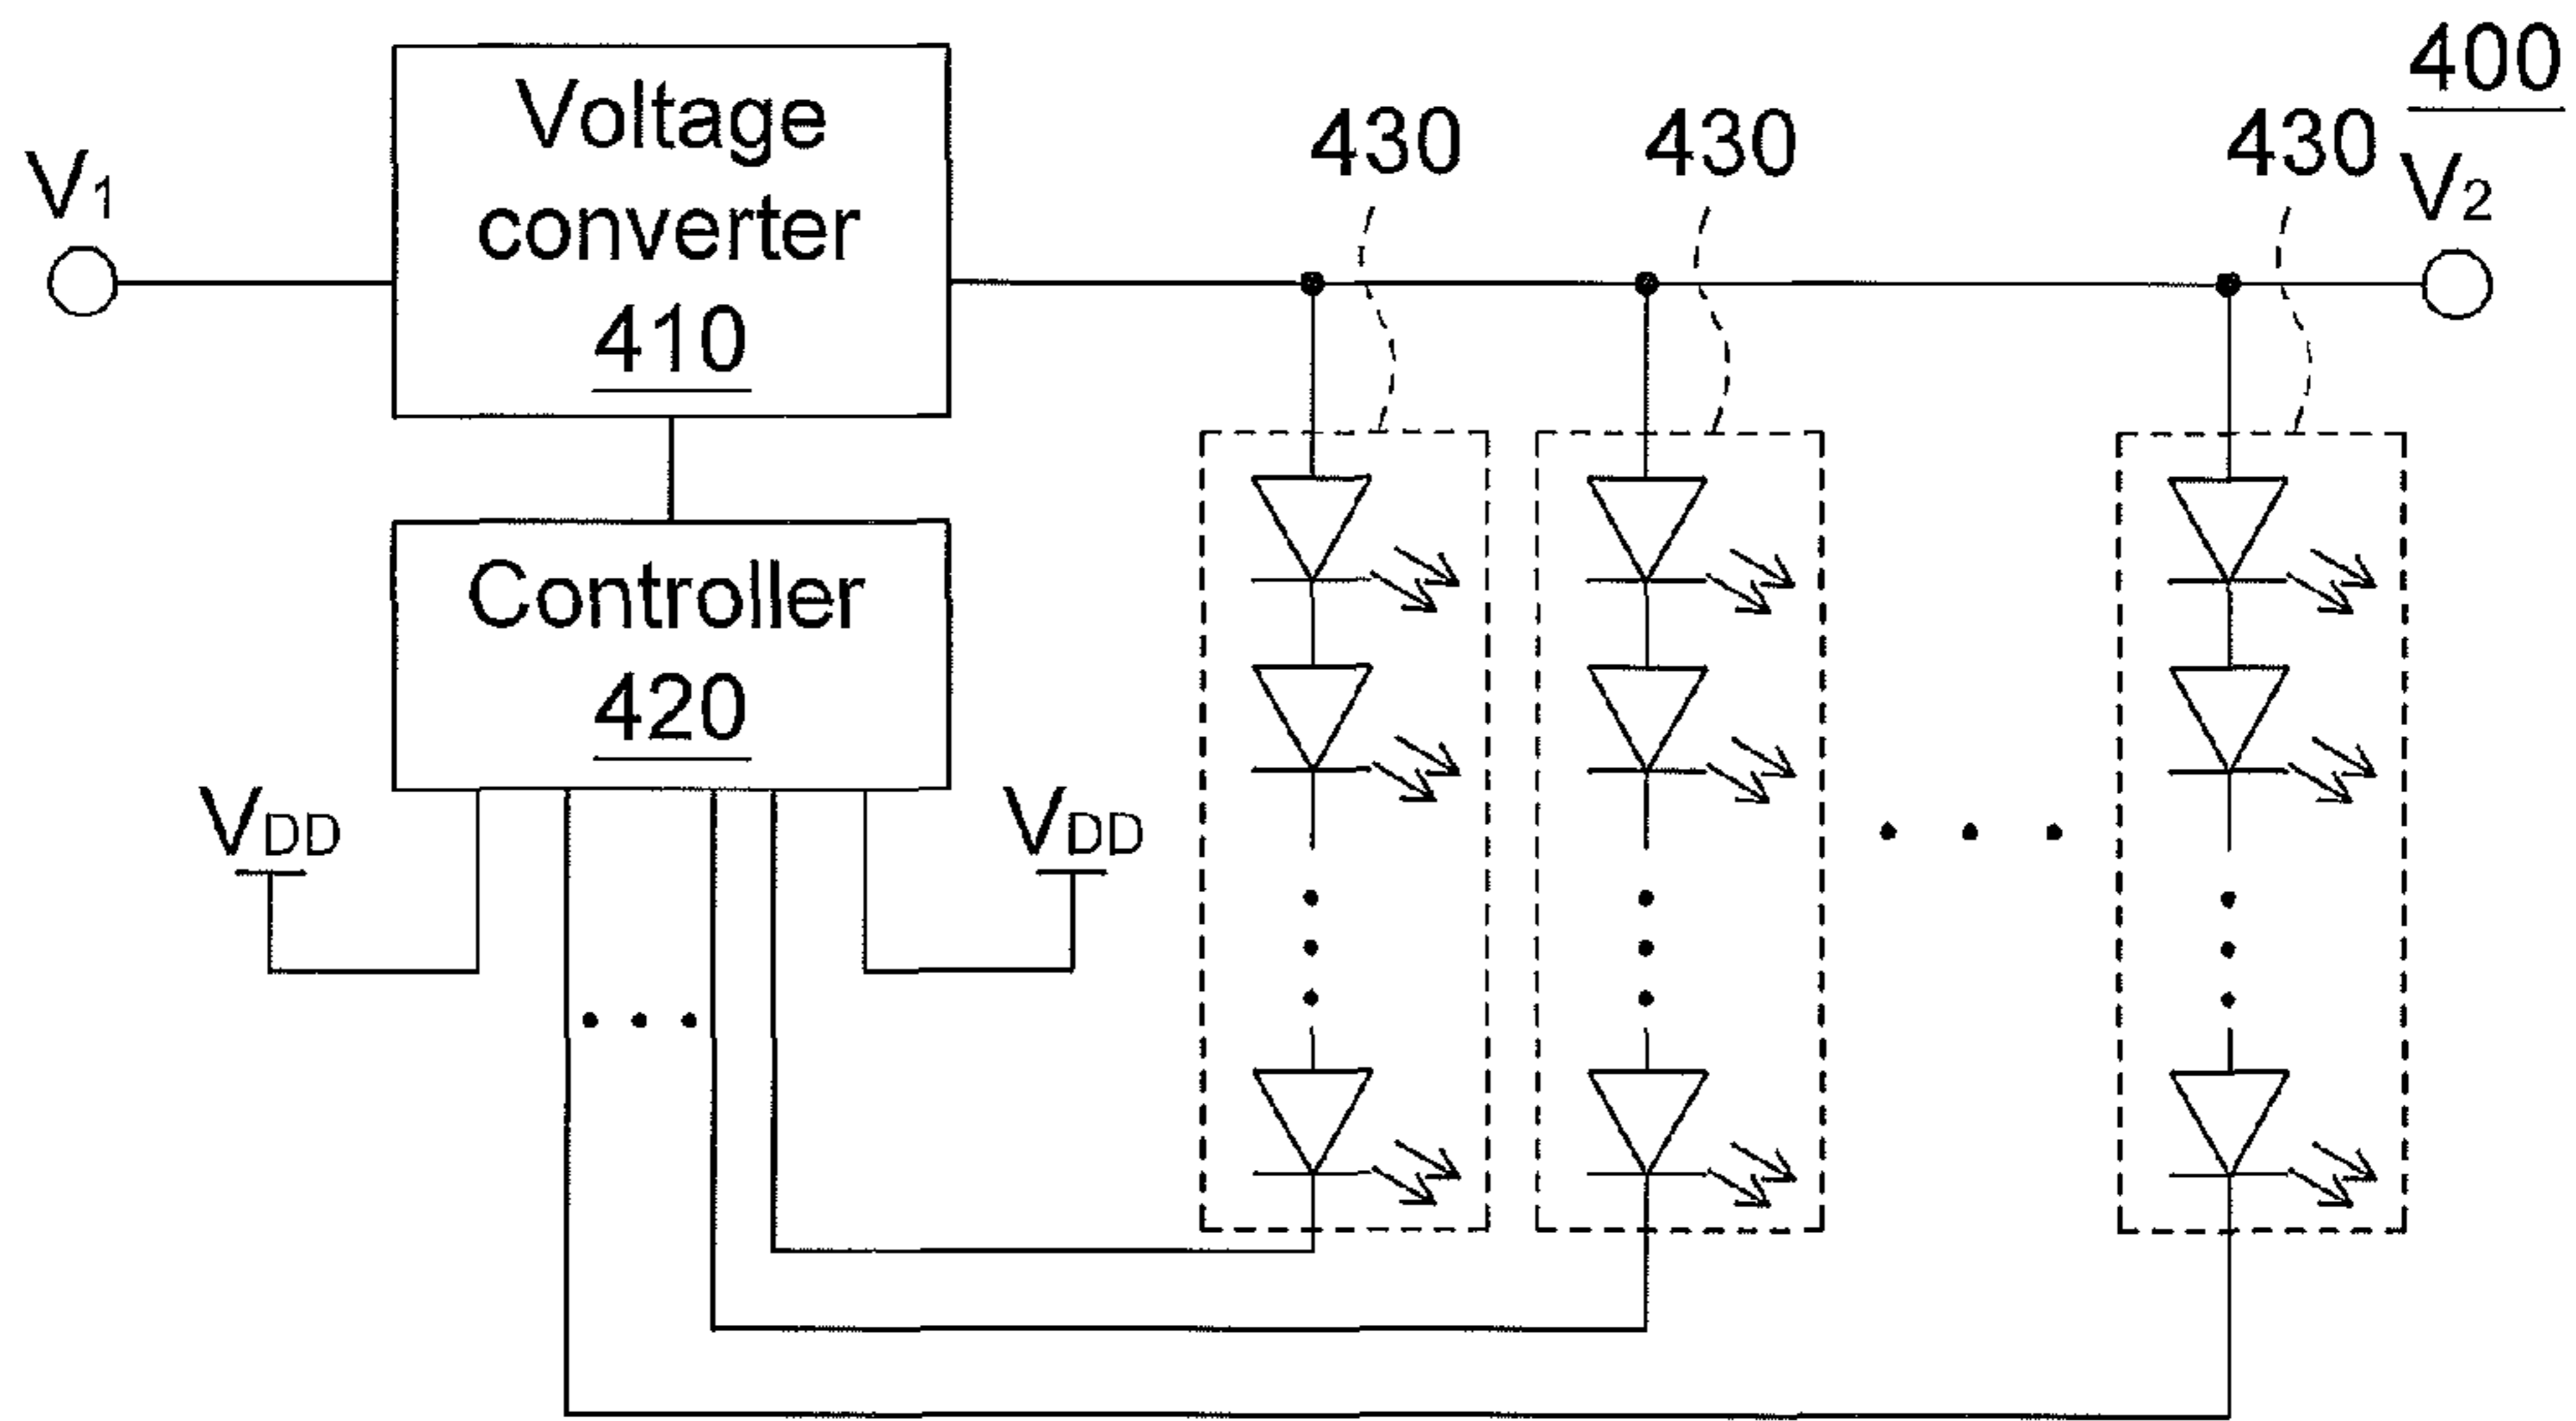 400
430 430 430
V1 V2
Voltage
converter
410
Controller
420
VDD VDD